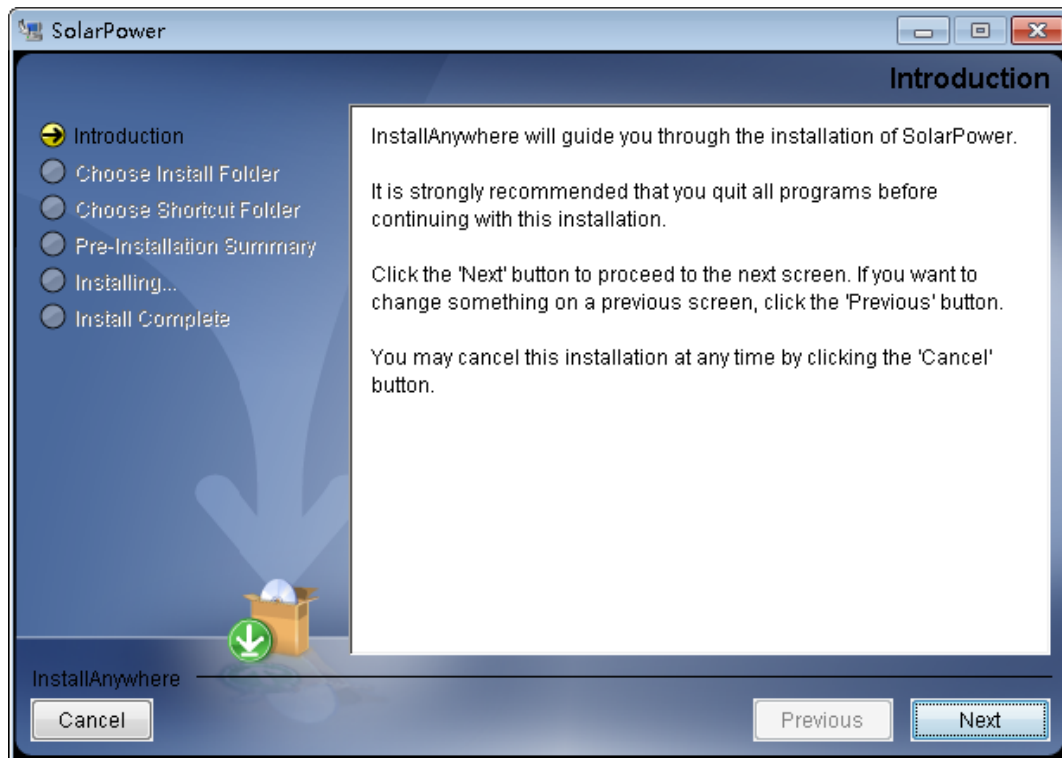 SolarPower
Introduction
Introduction
Choose Install Folder
Choose Shortcut Folder
Pre-Installation Summary
Installing...
Install Complete
InstallAnywhere will guide you through the installation of SolarPower.
It is strongly recommended that you quit all programs before
continuing with this installation.
Click the 'Next' button to proceed to the next screen. If you want to
change something on a previous screen, click the 'Previous' button.
You may cancel this installation at any time by clicking the 'Cancel'
button.
InstallAnywhere
Cancel
Previous
Next